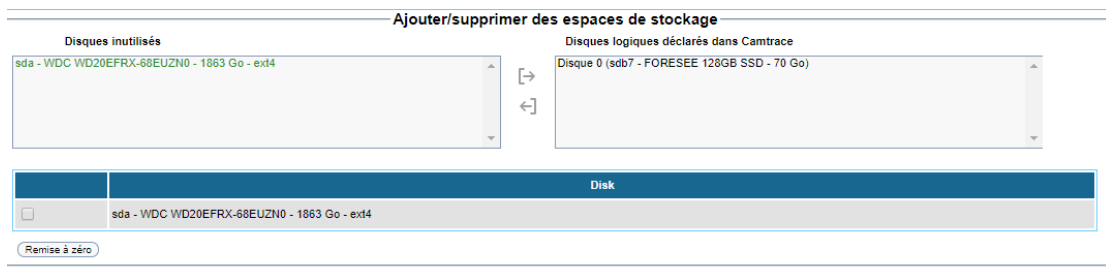 Ajouter/supprimer des espaces de stockage
Disques inutilisés
Disques logiques déclarés dans Camtrace
sda - WDC WD20EFRX-68EUZN0 - 1863 Go - ext4
Disque 0 (sdb7 - FORESEE 128GB SSD - 70 Go)
Disk
sda - WDC WD20EFRX-68EUZN0 - 1863 Go - ext4
Remise à zéro